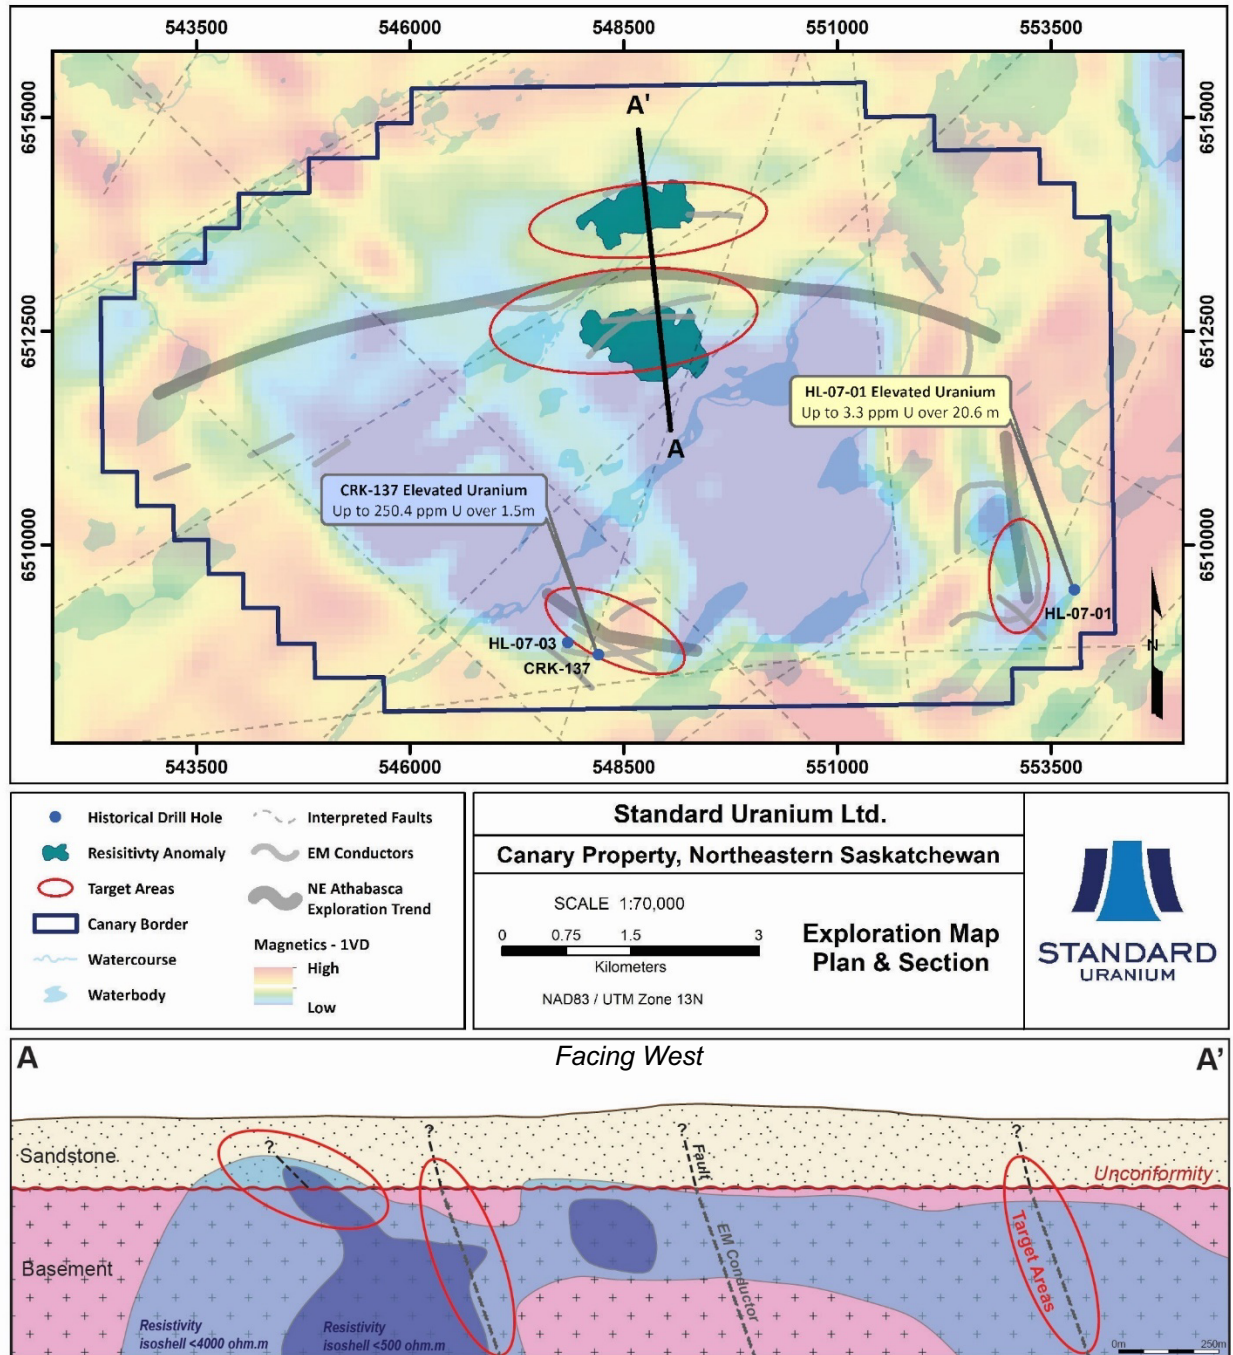 543500 546000 548500 551000 553500
6515000 6515000
A'
6512500 6512500
HL-07-01 Elevated Uranium
Up to 3.3 ppm U over 20.6 m
A
CRK-137 Elevated Uranium
Up to 250.4 ppm U over 1.5m
6510000 6510000
HL-07-01
HL-07-03
CRK-137
N
543500 546000 548500 551000 553500
Historical Drill Hole
Resisitivty Anomaly
Target Areas
Canary Border
Watercourse
Waterbody
Interpreted Faults
EM Conductors
NE Athabasca
Exploration Trend
Magnetics - 1VD
High
Low
Standard Uranium Ltd.
Canary Property, Northeastern Saskatchewan
SCALE 1:70,000
0 0.75 1.5 3
Kilometers
NAD83 / UTM Zone 13N
Exploration Map
Plan & Section
STANDARD
URANIUM
A Facing West A'
? ? ? ?
Sandstone
Fault
Unconformity
Basement
EM Conductor
Target Areas
Resistivity
isoshell <4000 ohm.m
Resistivity
isoshell <500 ohm.m
0m 250m